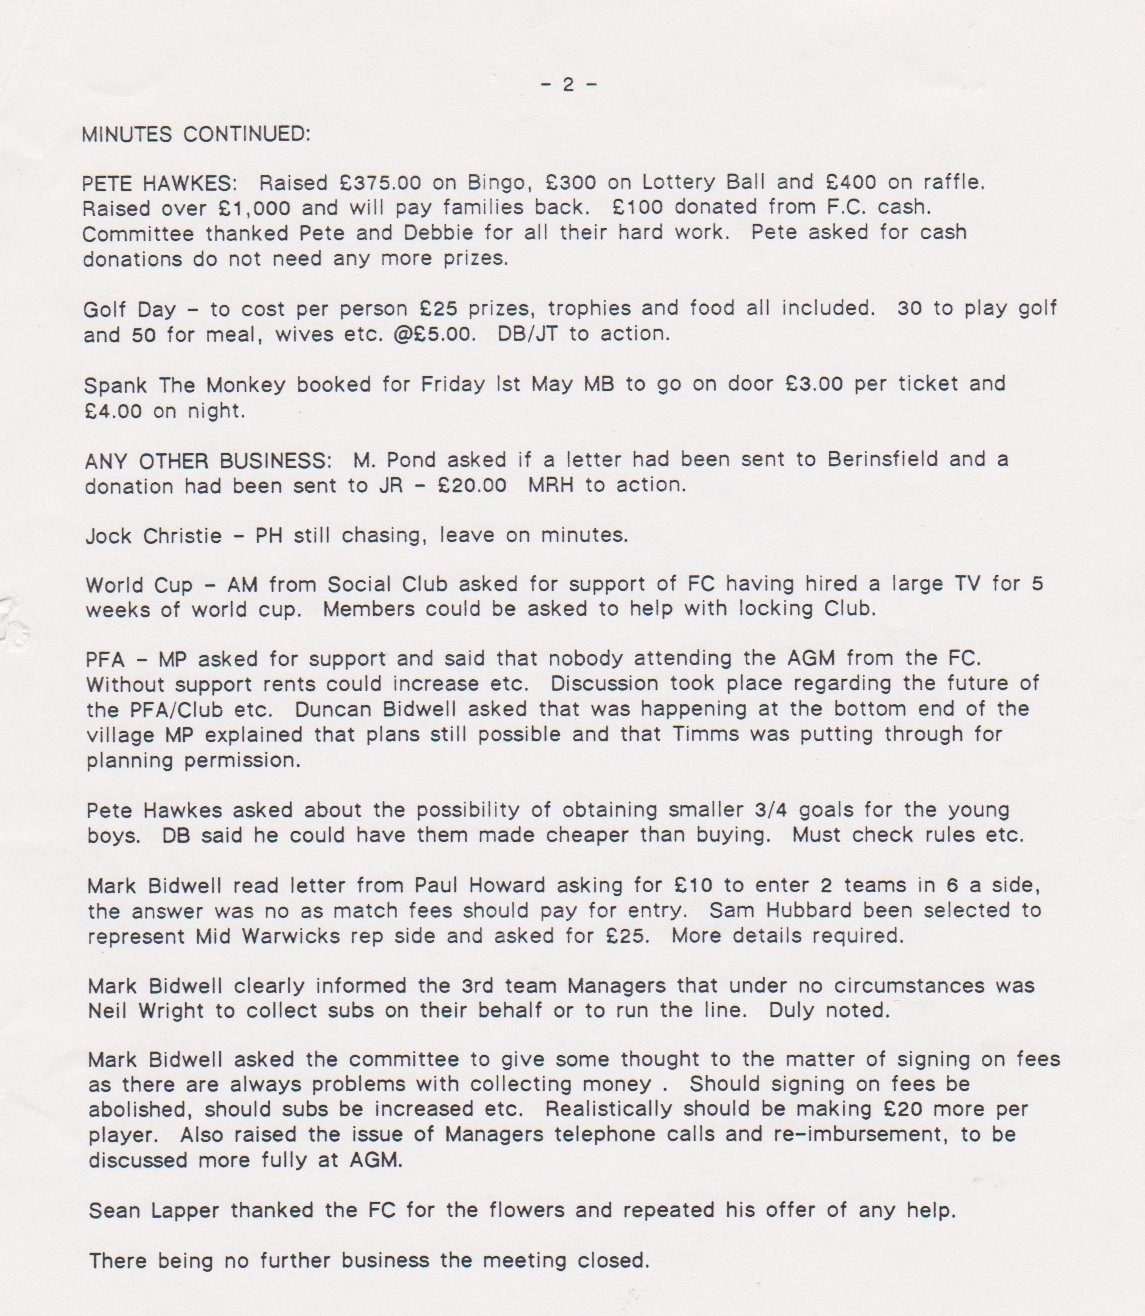 - 2 -
MINUTES CONTINUED:
PETE HAWKES: Raised £375.00 on Bingo, £300 on Lottery Ball and £400 on raffle.
Raised over £1,000 and will pay families back. £100 donated from F.C. cash.
Committee thanked Pete and Debbie for all their hard work. Pete asked for cash
donations do not need any more prizes.
Golf Day - to cost per person £25 prizes, trophies and food all included. 30 to play golf
and 50 for meal, wives etc. @£5.00. DB/JT to action.
Spank The Monkey booked for Friday Ist May MB to go on door £3.00 per ticket and
£4.00 on night.
ANY OTHER BUSINESS: M. Pond asked if a letter had been sent to Berinsfield and a
donation had been sent to JR - £20.00 MRH to action.
Jock Christie - PH still chasing, leave on minutes.
World Cup - AM from Social Club asked for support of FC having hired a large TV for 5
weeks of world cup. Members could be asked to help with locking Club.
PFA - MP asked for support and said that nobody attending the AGM from the FC.
Without support rents could increase etc. Discussion took place regarding the future of
the PFA/Club etc. Duncan Bidwell asked that was happening at the bottom end of the
village MP explained that plans still possible and that Timms was putting through for
planning permission.
Pete Hawkes asked about the possibility of obtaining smaller 3/4 goals for the young
boys. DB said he could have them made cheaper than buying. Must check rules etc.
Mark Bidwell read letter from Paul Howard asking for £10 to enter 2 teams in 6 a side,
the answer was no as match fees should pay for entry. Sam Hubbard been selected to
represent Mid Warwicks rep side and asked for £25. More details required.
Mark Bidwell clearly informed the 3rd team Managers that under no circumstances was
Neil Wright to collect subs on their behalf or to run the line. Duly noted.
Mark Bidwell asked the committee to give some thought to the matter of signing on fees
as there are always problems with collecting money . Should signing on fees be
abolished, should subs be increased etc. Realistically should be making £20 more per
player. Also raised the issue of Managers telephone calls and re-imbursement, to be
discussed more fully at AGM.
Sean Lapper thanked the FC for the flowers and repeated his offer of any help.
There being no further business the meeting closed.